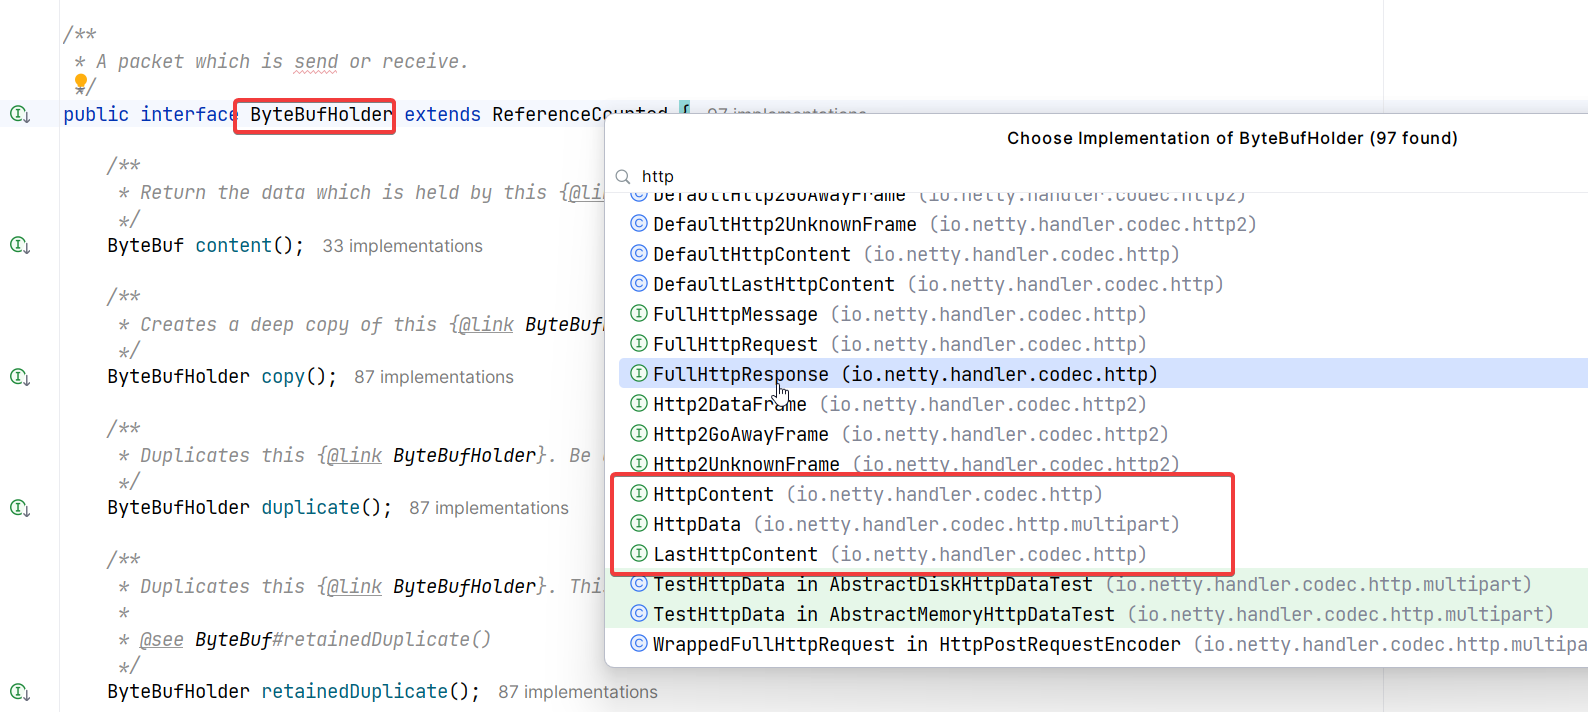 /**
* A packet which is send or receive.
*/
public interface ByteBufHolder extends ReferenceCounted { 97 implementations
Choose Implementation of ByteBufHolder (97 found)
/**
http
* Return the data which is held by this {@li
DefaultHttp2GoAwayFrame (io.netty.handler.codec.http2)
*/
DefaultHttp2UnknownFrame (io.netty.handler.codec.http2)
ByteBuf content(); 33 implementations
DefaultHttpContent (io.netty.handler.codec.http)
DefaultLastHttpContent (io.netty.handler.codec.http)
/**
FullHttpMessage (io.netty.handler.codec.http)
* Creates a deep copy of this {@link ByteBuf
FullHttpRequest (io.netty.handler.codec.http)
*/
FullHttpResponse (io.netty.handler.codec.http)
ByteBufHolder copy(); 87 implementations
Http2DataFrame (io.netty.handler.codec.http2)
/**
Http2GoAwayFrame (io.netty.handler.codec.http2)
* Duplicates this {@link ByteBufHolder}. Be
Http2UnknownFrame (io.netty.handler.codec.http2)
*/
HttpContent (io.netty.handler.codec.http)
ByteBufHolder duplicate(); 87 implementations
HttpData (io.netty.handler.codec.http.multipart)
LastHttpContent (io.netty.handler.codec.http)
/**
TestHttpData in AbstractDiskHttpDataTest (io.netty.handler.codec.http.multipart)
* Duplicates this {@link ByteBufHolder}. Thi
TestHttpData in AbstractMemoryHttpDataTest (io.netty.handler.codec.http.multipart)
*
* @see ByteBuf#retainedDuplicate()
WrappedFullHttpRequest in HttpPostRequestEncoder (io.netty.handler.codec.http.multipa
*/
ByteBufHolder retainedDuplicate(); 87 implementations